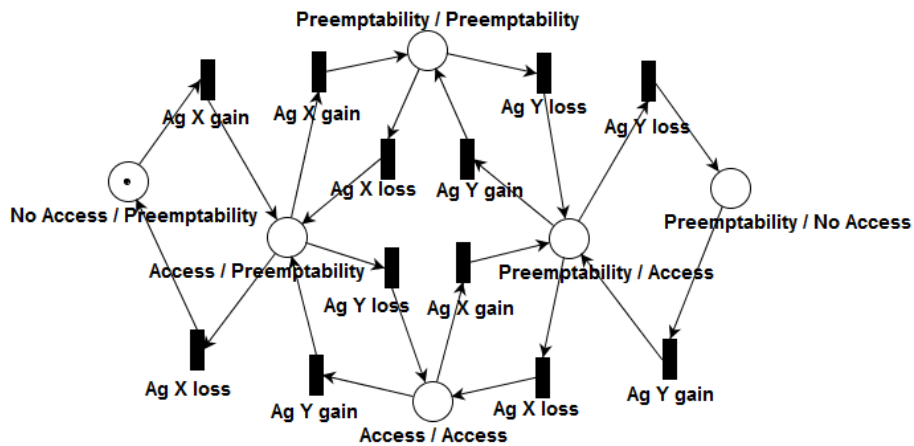 Preemptability / Preemptability
Ag X gain
Ag X gain
Ag Y loss
Ag Y loss
Ag X loss
Ag Y gain
No Access / Preemptability
Preemptability / No Access
Access / Preemptability
Preemptability / Access
Ag Y loss
Ag X gain
Ag X loss
Ag Y gain
Ag X loss
Ag Y gain
Access / Access